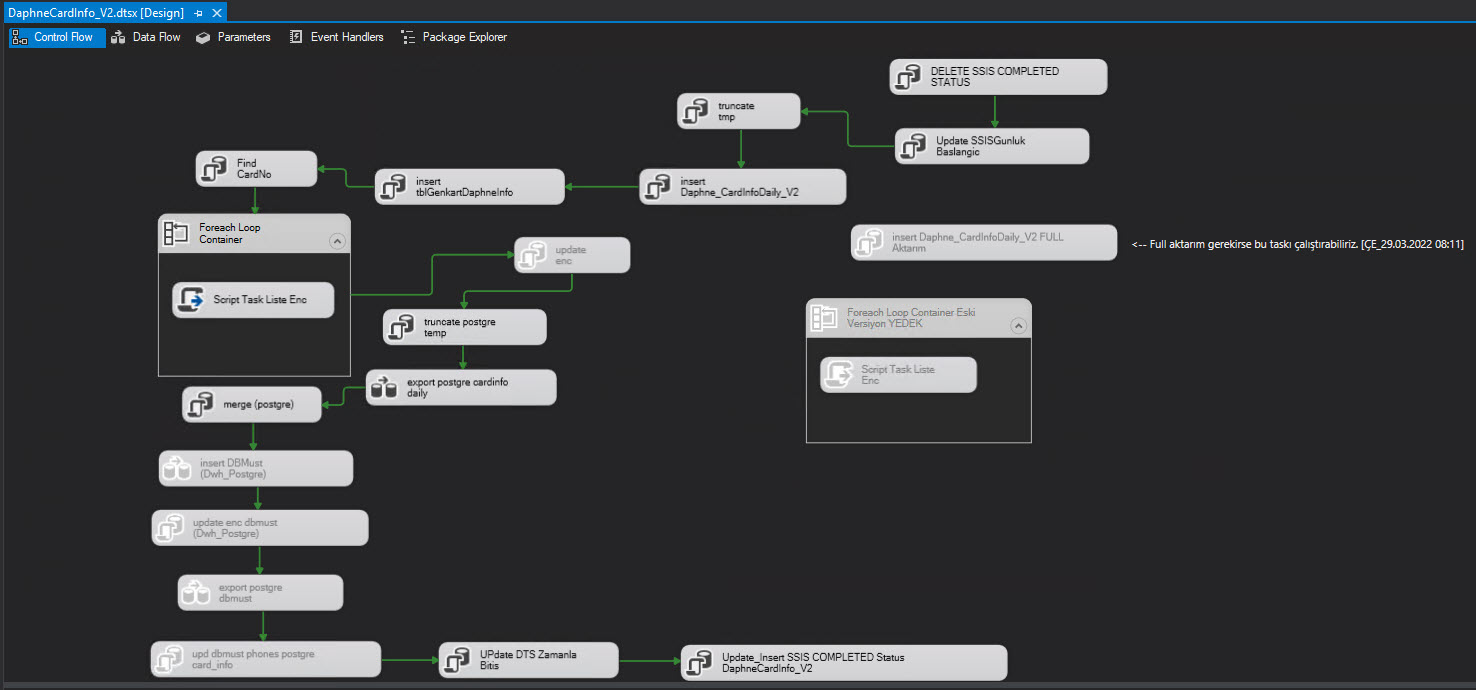 DaphneCardInfo_V2.dtsx [Design]
Control Flow
Data Flow
Parameters
Event Handlers
Package Explorer
DELETE SSIS COMPLETED
STATUS
truncate
tmp
Update SSISGunluk
Baslangic
Find
CardNo
insert
tblGenkartDaphneInfo
insert
Daphne_CardInfoDaily_V2
Foreach Loop
Container
Script Task Liste Enc
update
enc
insert Daphne_CardInfoDaily_V2 FULL
Aktarım
<-- Full aktarım gerekirse bu taskı çalıştırabiliriz. [ÇE_29.03.2022 08:11]
truncate postgre
temp
Foreach Loop Container Eski
Versiyon YEDEK
Script Task Liste
Enc
export postgre cardinfo
daily
merge (postgre)
insert DBMust
(Dwh_Postgre)
update enc dbmust
(Dwh_Postgre)
export postgre
dbmust
upd dbmust phones postgre
card_info
UPdate DTS Zamanla
Bitis
Update_Insert SSIS COMPLETED Status
DaphneCardInfo_V2